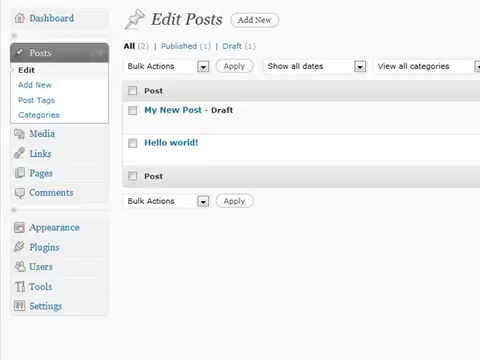 Dashboard
Posts
Edit
Add New
Post Tags
Categories
Media
Links
Pages
Comments
Appearance
Plugins
Users
Tools
Settings
Edit Posts Add New
All (2) | Published (1) | Draft (1)
Bulk Actions Apply Show all dates View all categories
Post
My New Post - Draft
Hello world!
Post
Bulk Actions Apply